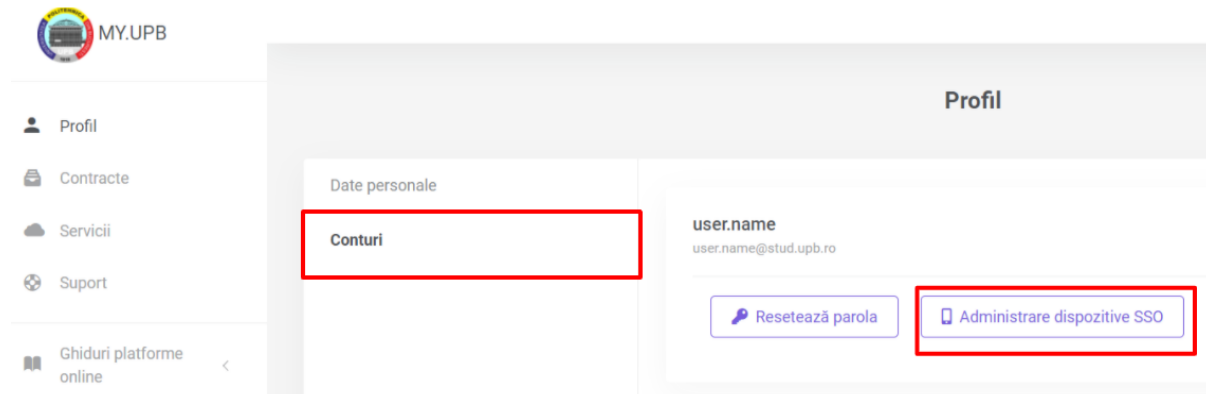 MY.UPB
Profil
Contracte
Servicii
Suport
Ghiduri platforme
online
Profil
Date personale
Conturi
user.name
user.name@stud.upb.ro
Resetează parola
Administrare dispozitive SSO